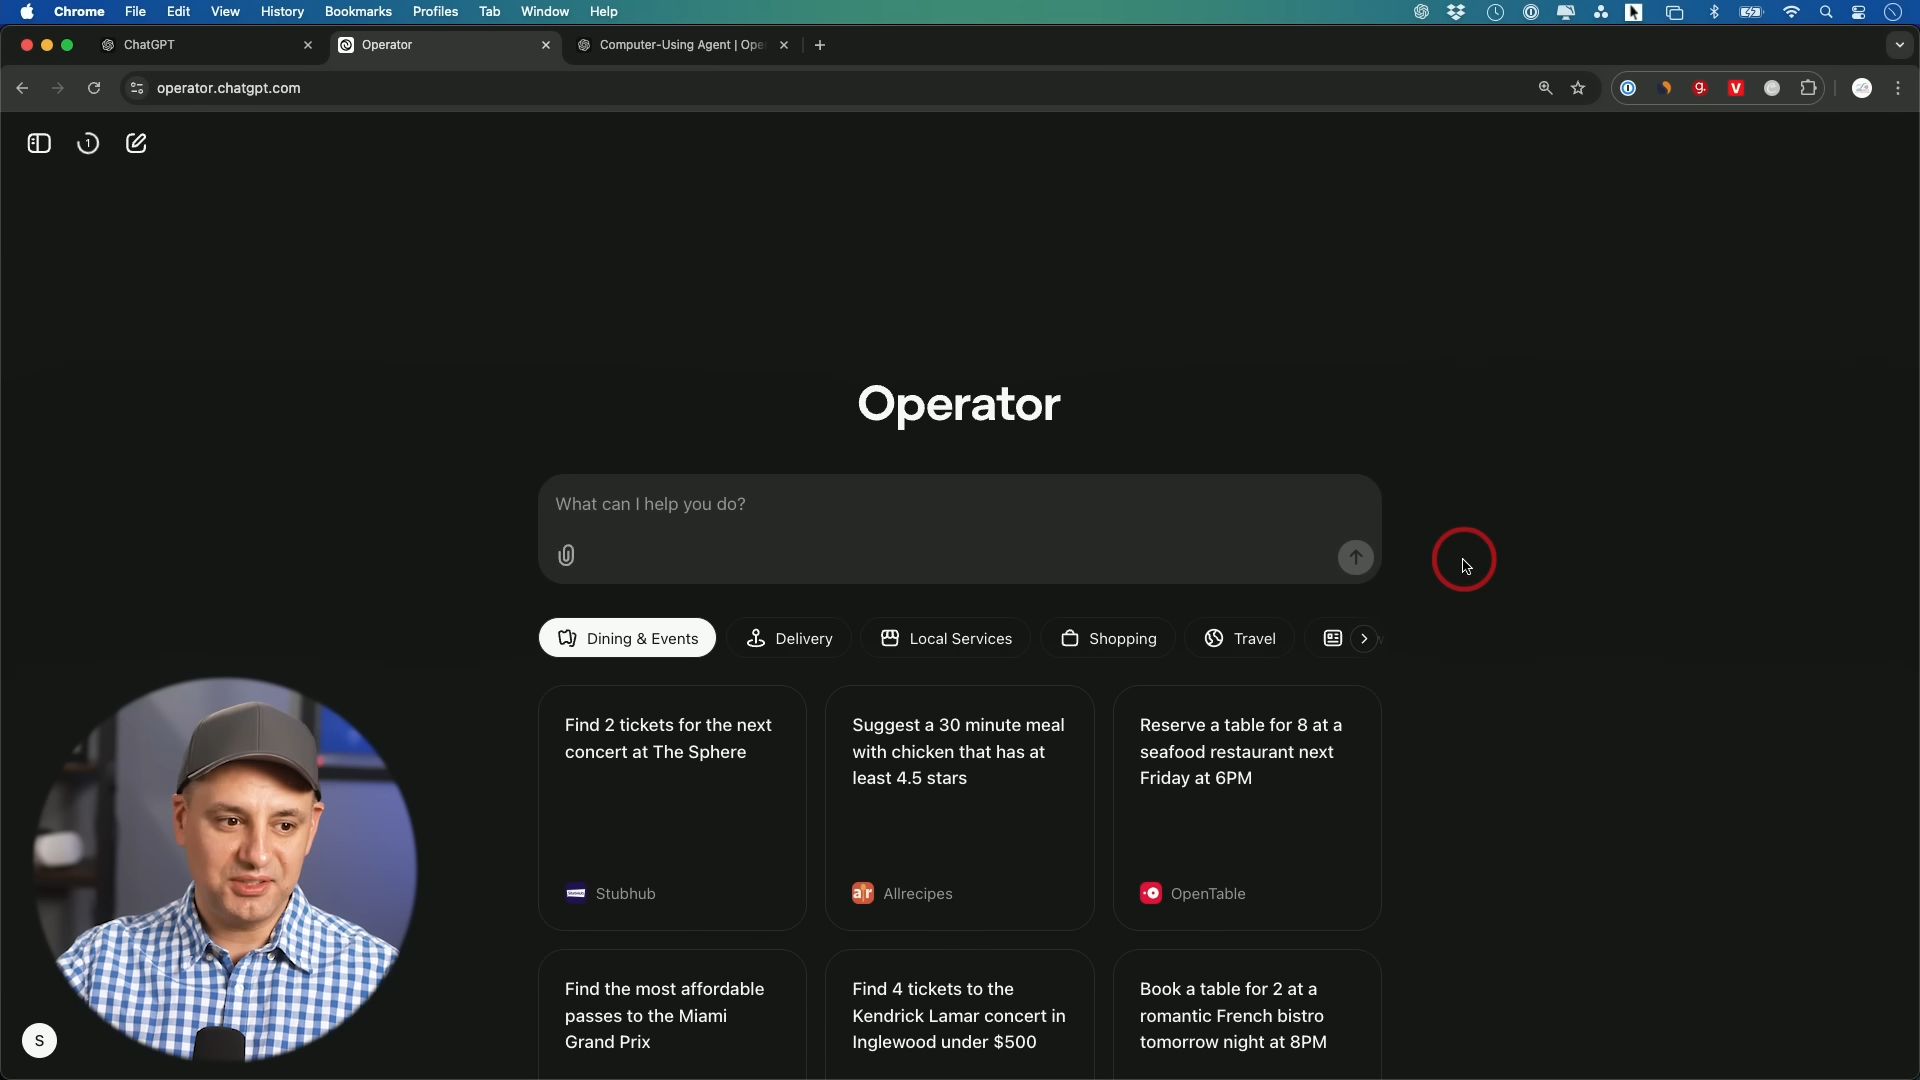 Chrome File Edit View History Bookmarks Profiles Tab Window Help
ChatGPT
Operator
Computer-Using Agent | Ope
operator.chatgpt.com
1
Operator
What can I help you do?
Dining & Events
Delivery
Local Services
Shopping
Travel
Find 2 tickets for the next
concert at The Sphere
Stubhub
Suggest a 30 minute meal
with chicken that has at
least 4.5 stars
ar
Allrecipes
Reserve a table for 8 at a
seafood restaurant next
Friday at 6PM
OpenTable
Find the most affordable
passes to the Miami
Grand Prix
Find 4 tickets to the
Kendrick Lamar concert in
Inglewood under $500
Book a table for 2 at a
romantic French bistro
tomorrow night at 8PM
S